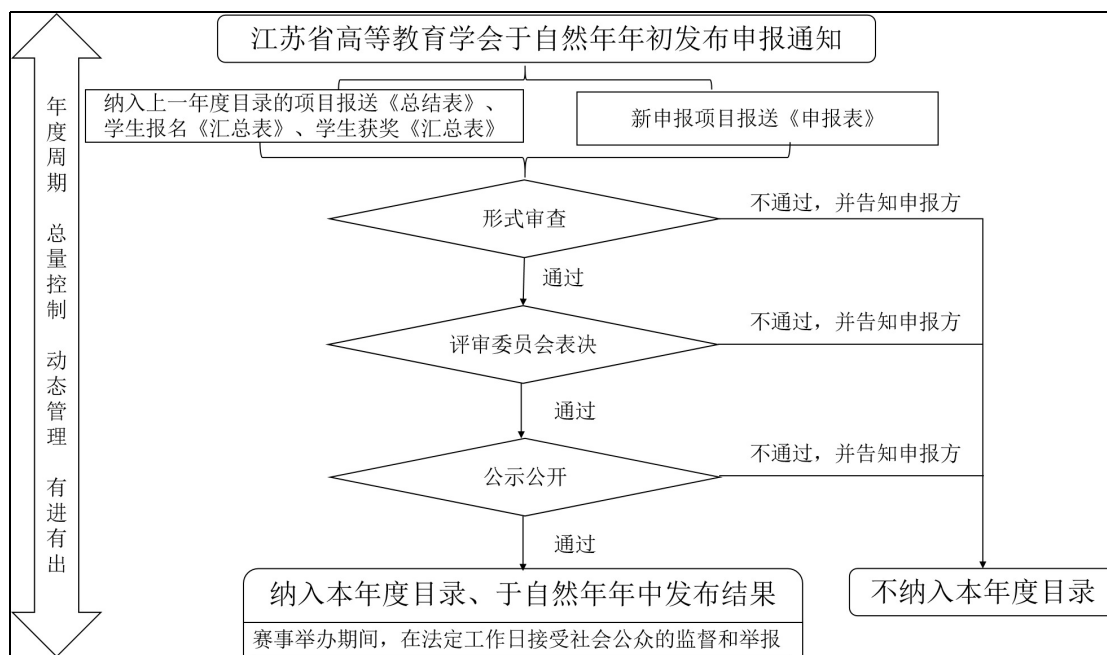 江苏省高等教育学会于自然年年初发布申报通知
纳入上一年度目录的项目报送《总结表》、
学生报名《汇总表》、学生获奖《汇总表》
新申报项目报送《申报表》
年度周期 总量控制 动态管理 有进有出
形式审查
不通过，并告知申报方
通过
评审委员会表决
不通过，并告知申报方
通过
公示公开
不通过，并告知申报方
通过
纳入本年度目录、于自然年年中发布结果
不纳入本年度目录
赛事举办期间，在法定工作日接受社会公众的监督和举报